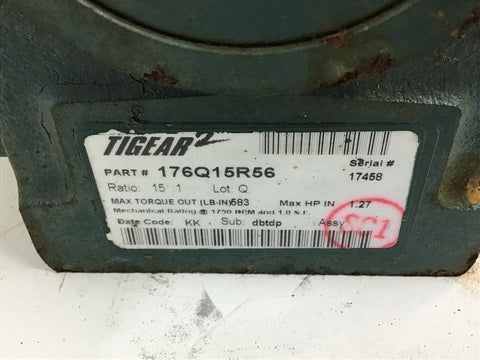 TIGEAR 2
PART # 176Q15R56 Serial # 17458
Ratio: 15 : 1 Lot: Q
MAX TORQUE OUT (LB-IN) 583 Max HP IN 1.27
Mechanical Rating @ 1750 RPM and 1.0 S.F.
Date Code: KK Sub: dbtdp Assy
SC1